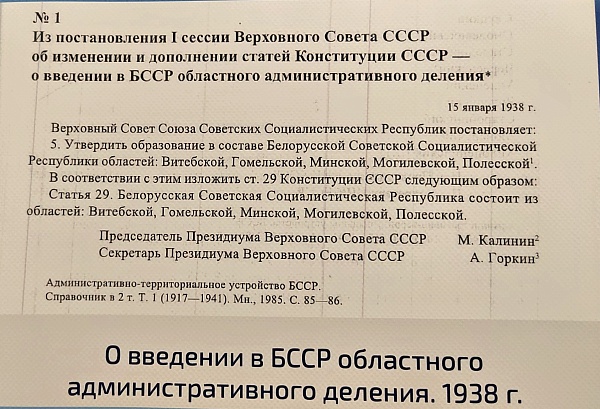 № 1
Из постановления I сессии Верховного Совета СССР
об изменении и дополнении статей Конституции СССР —
о введении в БССР областного административного деления*
15 января 1938 г.
Верховный Совет Союза Советских Социалистических Республик постановляет:
5. Утвердить образование в составе Белорусской Советской Социалистической
Республики областей: Витебской, Гомельской, Минской, Могилевской, Полесской¹.
В соответствии с этим изложить ст. 29 Конституции СССР следующим образом:
Статья 29. Белорусская Советская Социалистическая Республика состоит из
областей: Витебской, Гомельской, Минской, Могилевской, Полесской.
Председатель Президиума Верховного Совета СССР М. Калинин²
Секретарь Президиума Верховного Совета СССР А. Горкин³
Административно-территориальное устройство БССР.
Справочник в 2 т. Т. 1 (1917—1941). Мн., 1985. С. 85—86.
О введении в БССР областного
административного деления. 1938 г.